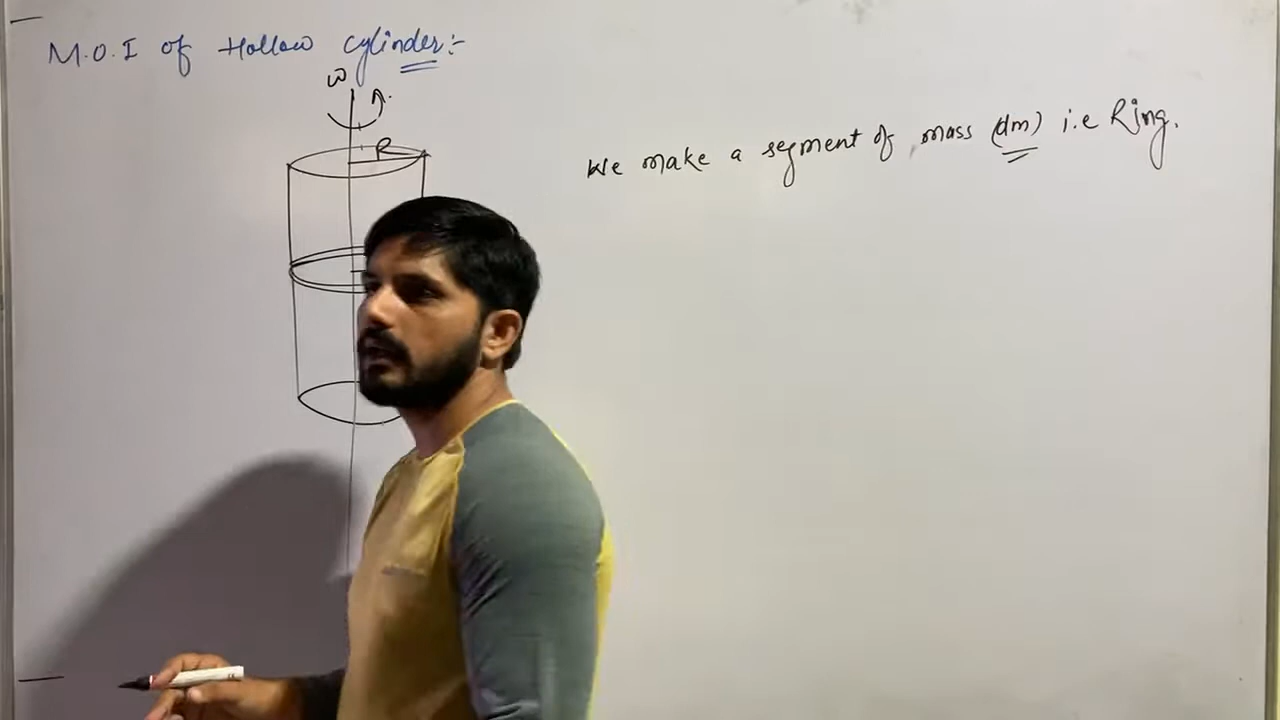 M.O.I of Hollow cylinder:-
ω
R
We make a segment of mass (dm) i.e Ring.